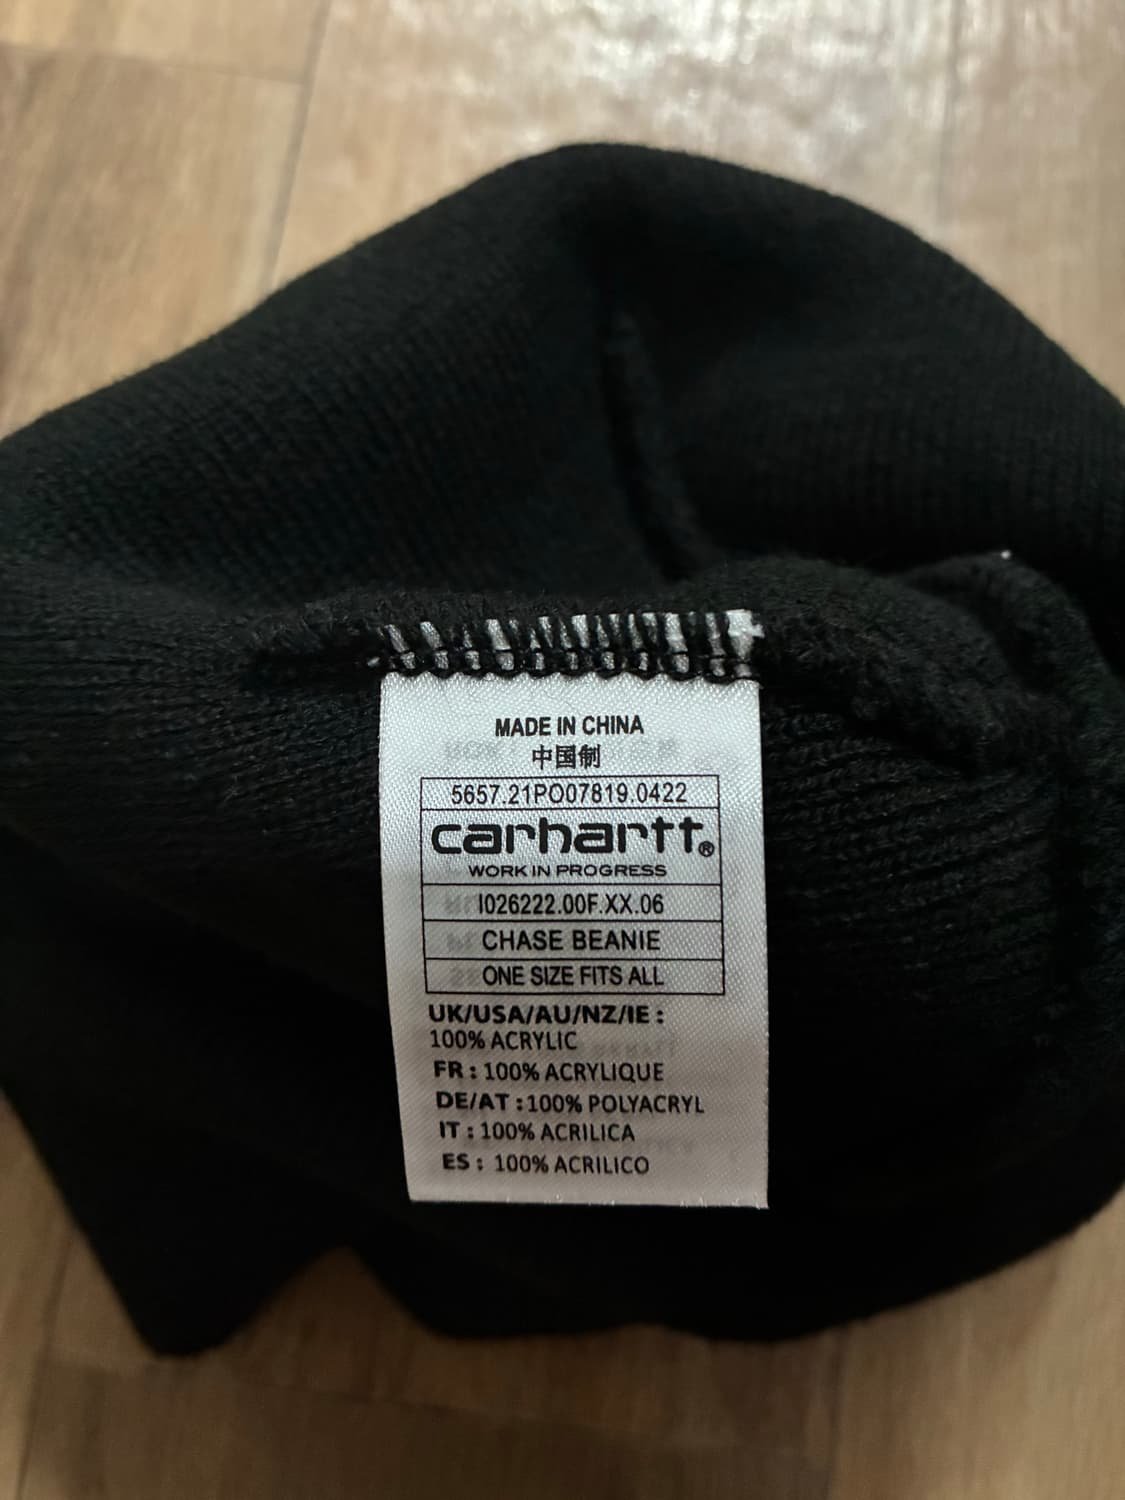 MADE IN CHINA
中国制
5657.21PO07819.0422
carhartt®
WORK IN PROGRESS
I026222.00F.XX.06
CHASE BEANIE
ONE SIZE FITS ALL
UK/USA/AU/NZ/IE :
100% ACRYLIC
FR : 100% ACRYLIQUE
DE/AT : 100% POLYACRYL
IT : 100% ACRILICA
ES : 100% ACRILICO